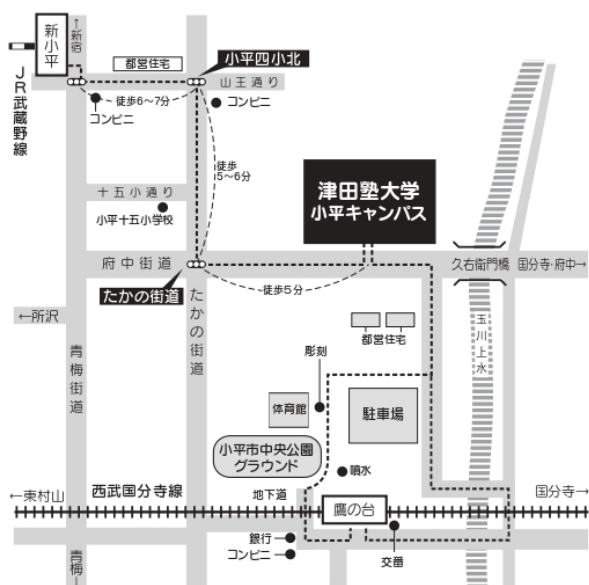 新小平
←新宿
都営住宅
小平四小北
山王通り
JR武蔵野線
徒歩6〜7分
コンビニ
コンビニ
徒歩
5〜6分
津田塾大学
小平キャンパス
十五小通り
小平十五小学校
府中街道
久右衛門橋
国分寺・府中→
たかの街道
徒歩5分
←所沢
たかの街道
青梅街道
都営住宅
玉川上水
彫刻
体育館
駐車場
小平市中央公園
グラウンド
噴水
←東村山
西武国分寺線
地下道
鷹の台
国分寺→
銀行
コンビニ
交番
青梅←